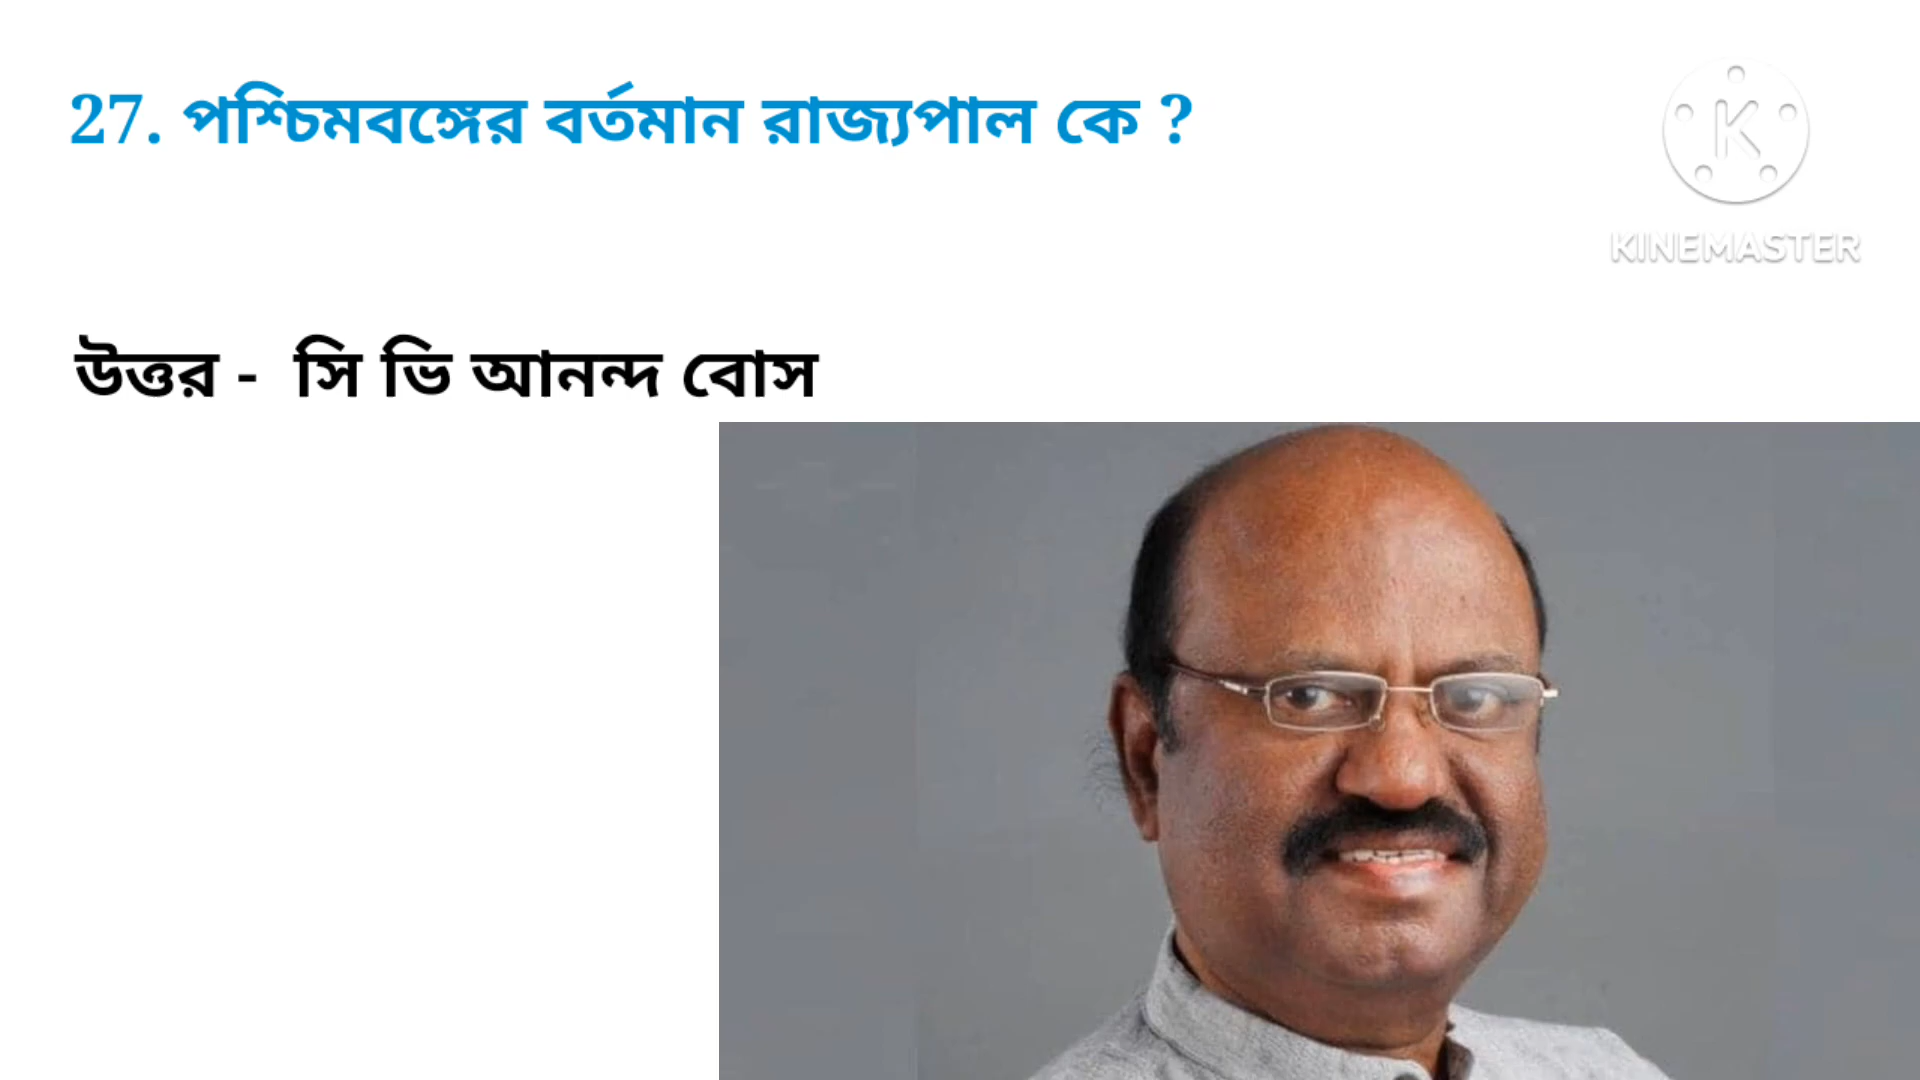 27. পশ্চিমবঙ্গের বর্তমান রাজ্যপাল কে ?
KINEMASTER
উত্তর - সি ভি আনন্দ বোস